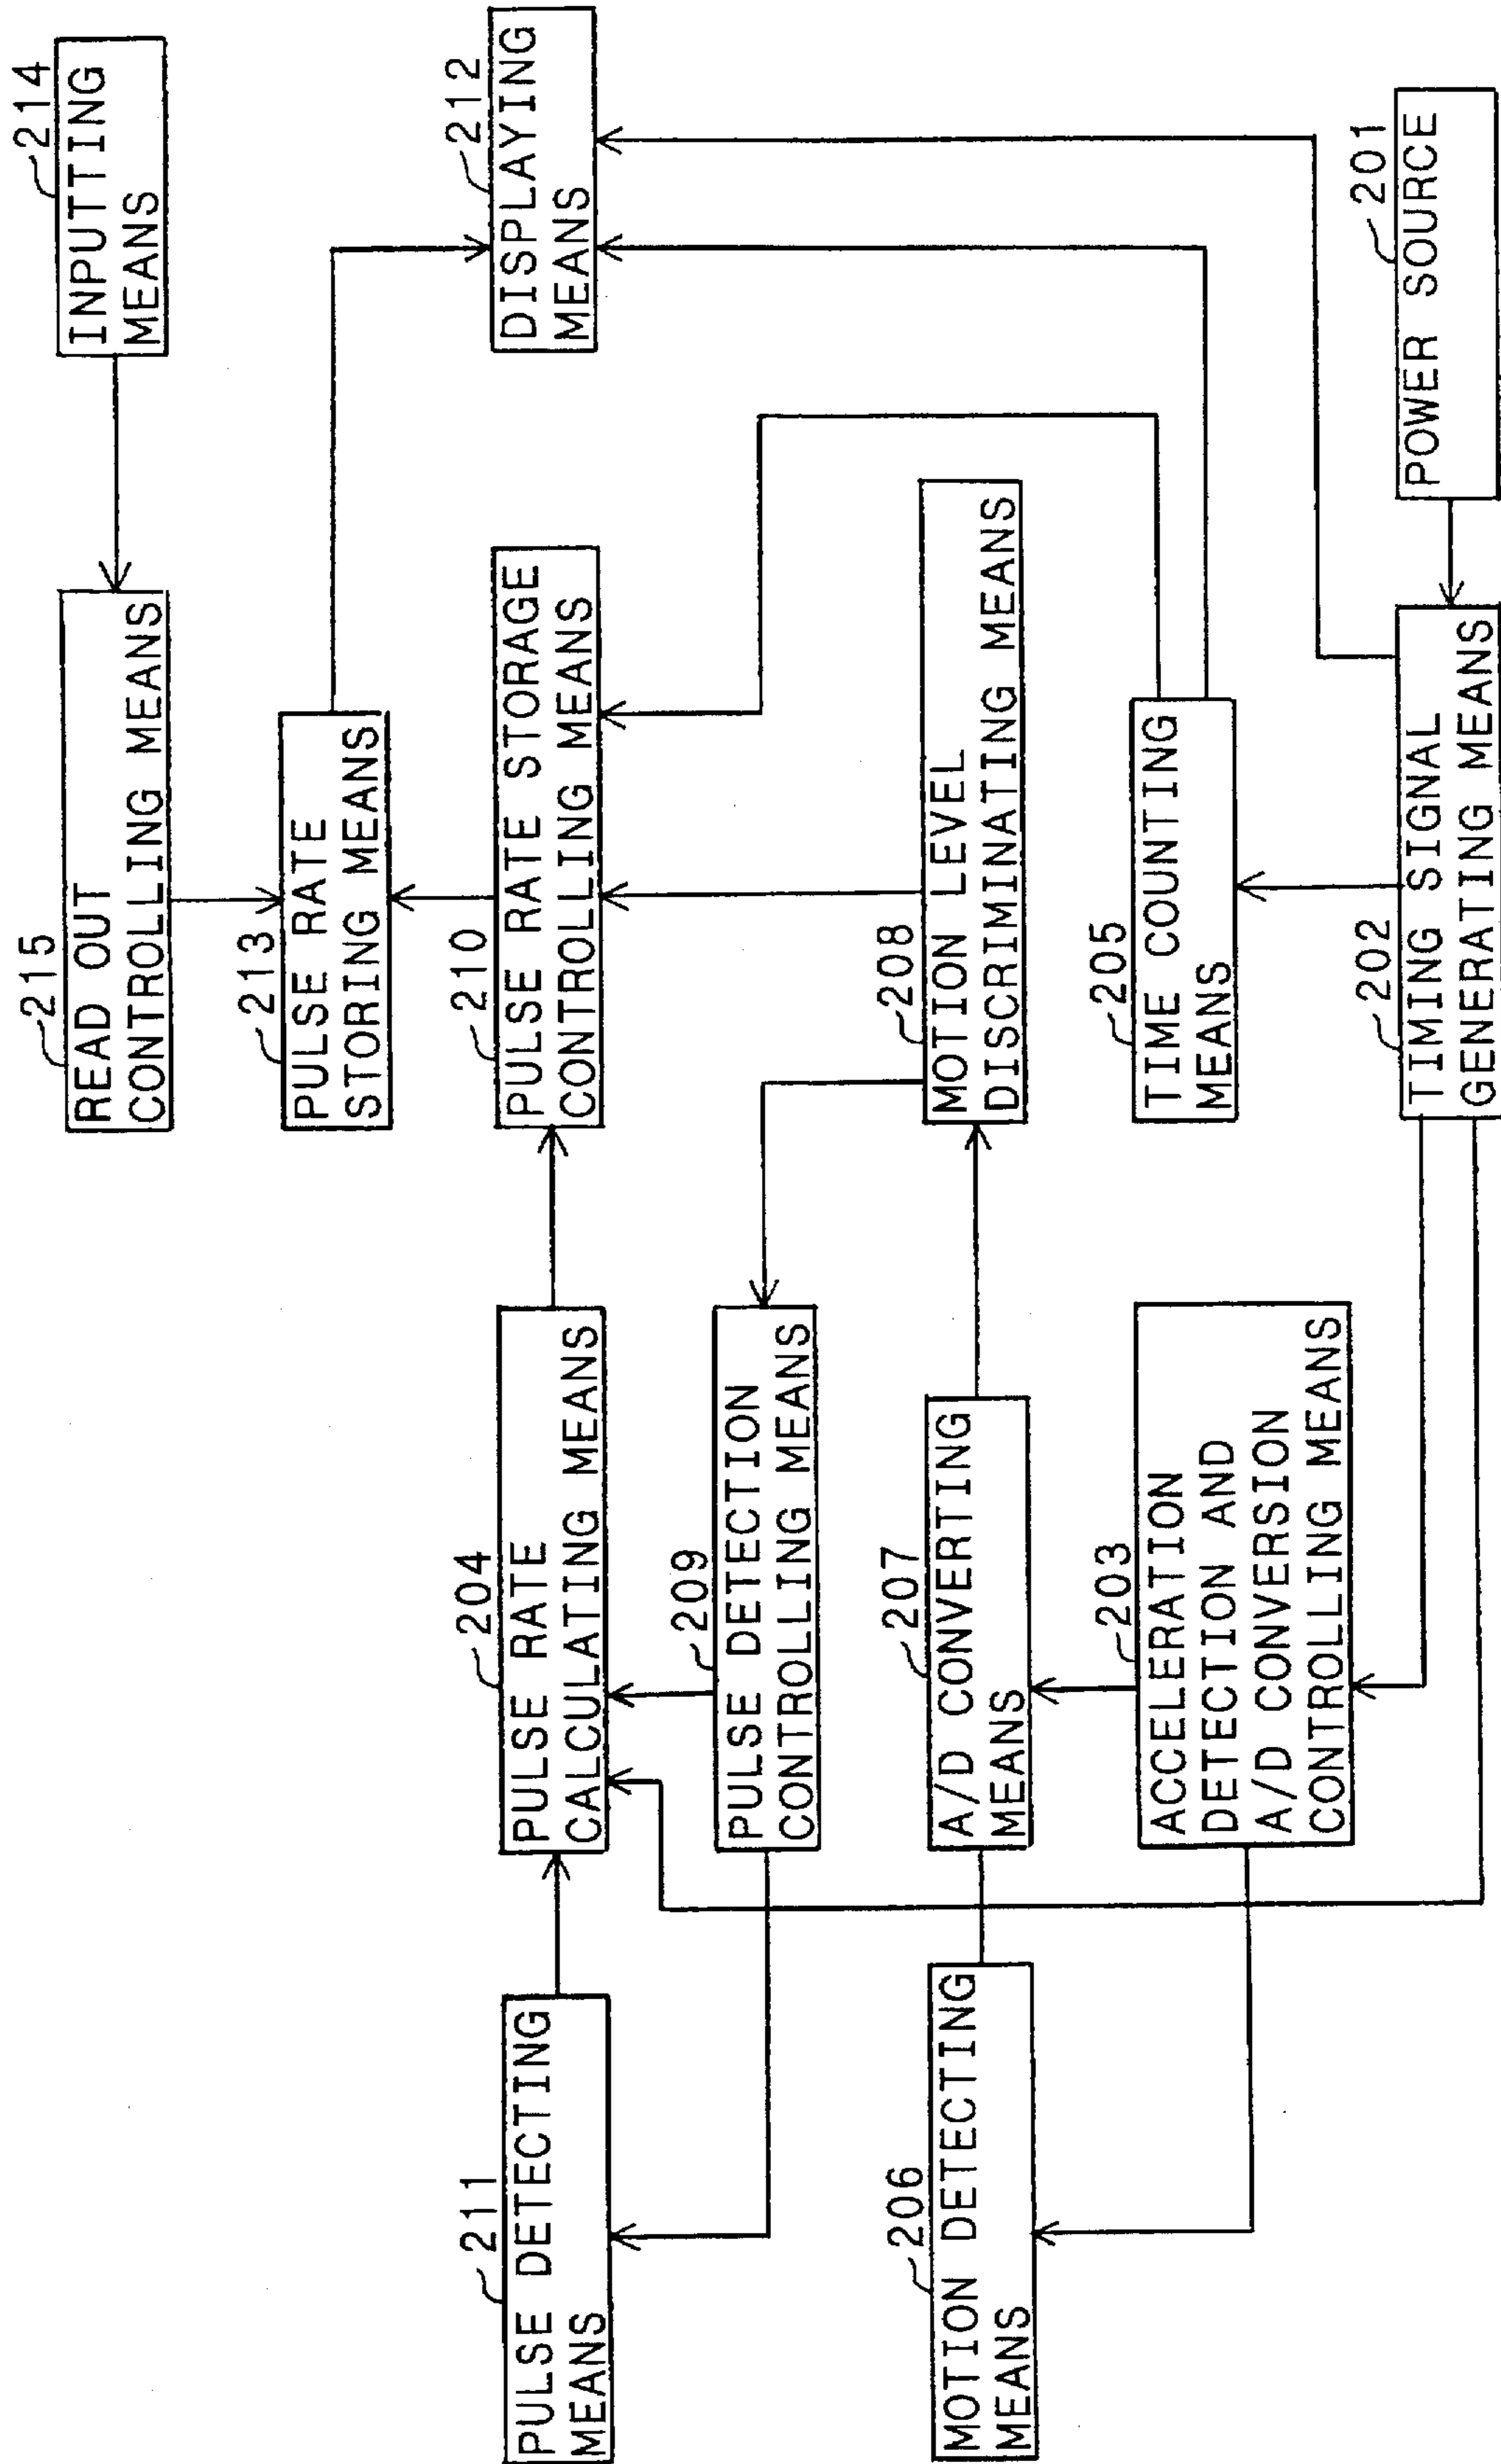 214
INPUTTING
MEANS
215
READ OUT
CONTROLLING MEANS
213
PULSE RATE
STORING MEANS
211
PULSE DETECTING
MEANS
204
PULSE RATE
CALCULATING MEANS
210
PULSE RATE STORAGE
CONTROLLING MEANS
212
DISPLAYING
MEANS
209
PULSE DETECTION
CONTROLLING MEANS
206
MOTION DETECTING
MEANS
207
A/D CONVERTING
MEANS
208
MOTION LEVEL
DISCRIMINATING MEANS
203
ACCELERATION
DETECTION AND
A/D CONVERSION
CONTROLLING MEANS
205
TIME COUNTING
MEANS
202
TIMING SIGNAL
GENERATING MEANS
201
POWER SOURCE